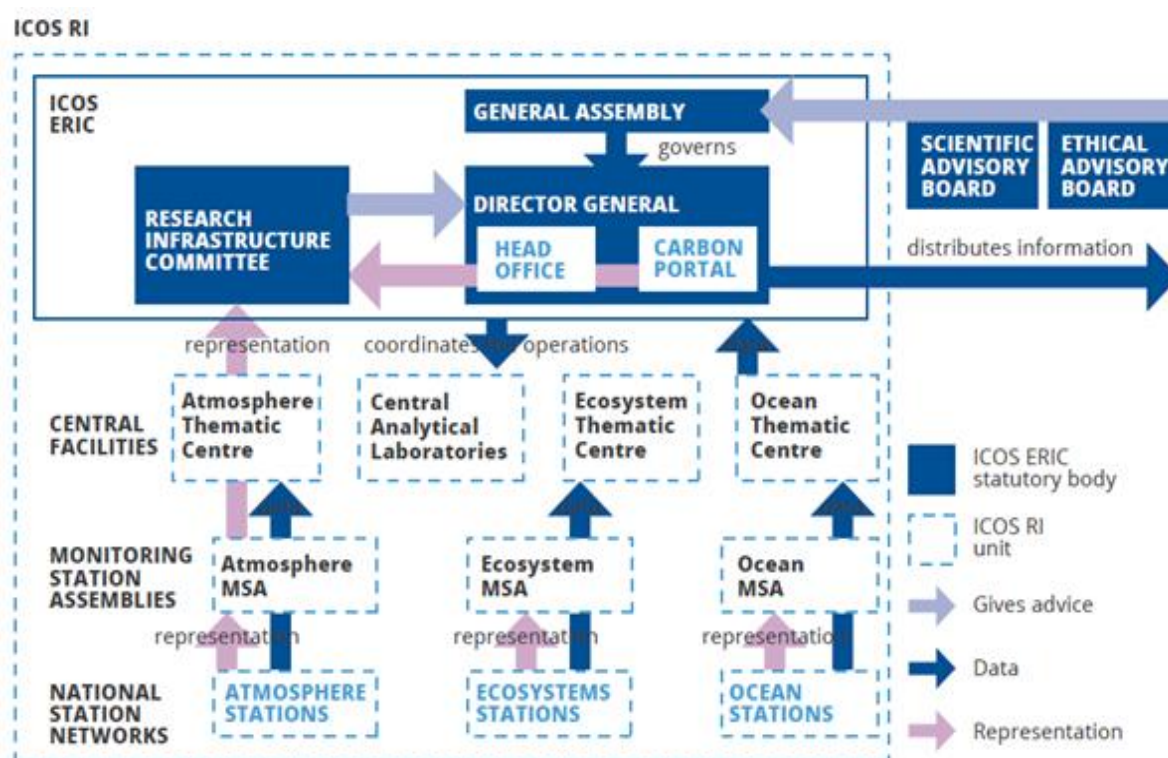 ICOS RI
ICOS
ERIC
GENERAL ASSEMBLY
governs
SCIENTIFIC
ADVISORY
BOARD
ETHICAL
ADVISORY
BOARD
RESEARCH
INFRASTRUCTURE
COMMITTEE
DIRECTOR GENERAL
HEAD
OFFICE
CARBON
PORTAL
distributes information
representation
coordinates
operations
CENTRAL
FACILITIES
Atmosphere
Thematic
Centre
Central
Analytical
Laboratories
Ecosystem
Thematic
Centre
Ocean
Thematic
Centre
MONITORING
STATION
ASSEMBLIES
Atmosphere
MSA
Ecosystem
MSA
Ocean
MSA
representation
representation
representation
NATIONAL
STATION
NETWORKS
ATMOSPHERE
STATIONS
ECOSYSTEMS
STATIONS
OCEAN
STATIONS
ICOS ERIC
statutory body
ICOS RI
unit
Gives advice
Data
Representation